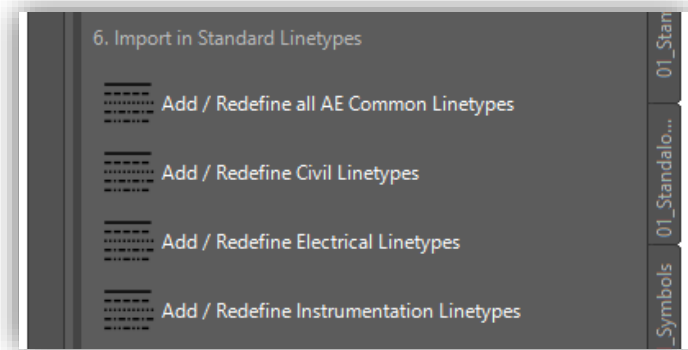 6. Import in Standard Linetypes
Add / Redefine all AE Common Linetypes
Add / Redefine Civil Linetypes
Add / Redefine Electrical Linetypes
Add / Redefine Instrumentation Linetypes
01_Stan
01_Standalo...
_Symbols